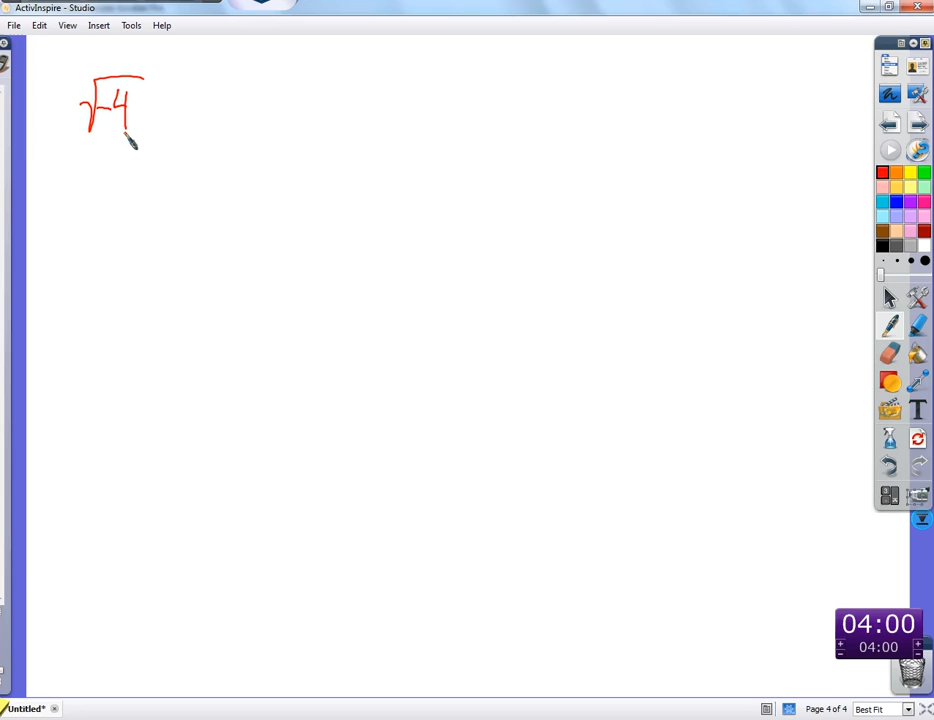 ActivInspire - Studio
File Edit View Insert Tools Help
√-4
04:00
04:00
Untitled*
Page 4 of 4
Best Fit